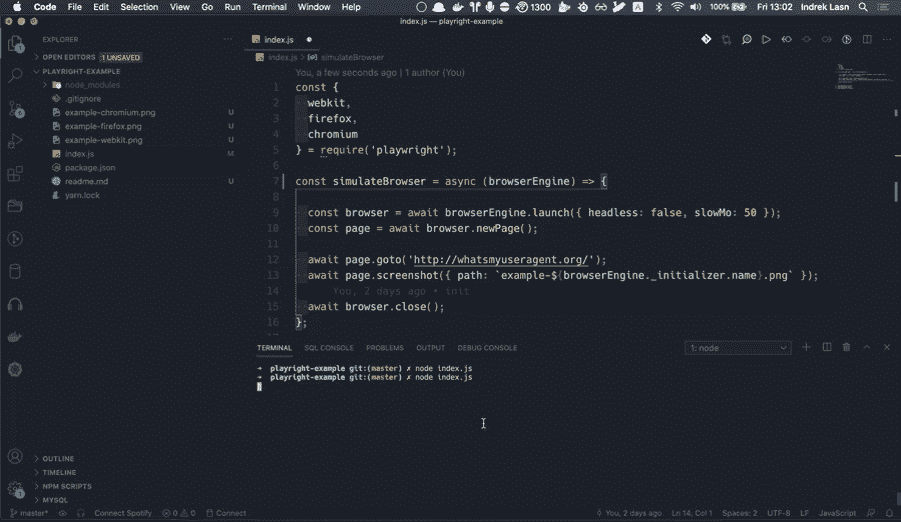 Code File Edit Selection View Go Run Terminal Window Help 1300 100% Fri 13:02 Indrek Lasn
index.js — playright-example
EXPLORER
OPEN EDITORS 1 UNSAVED
PLAYRIGHT-EXAMPLE
node_modules
.gitignore
example-chromium.png U
example-firefox.png U
example-webkit.png U
index.js M
package.json
readme.md U
yarn.lock
OUTLINE
TIMELINE
NPM SCRIPTS
MYSQL
index.js
index.js > simulateBrowser
You, a few seconds ago | 1 author (You)
1 const {
2 webkit,
3 firefox,
4 chromium
5 } = require('playwright');
6
7 const simulateBrowser = async (browserEngine) => {
8
9 const browser = await browserEngine.launch({ headless: false, slowMo: 50 });
10 const page = await browser.newPage();
11
12 await page.goto('http://whatsmyuseragent.org/');
13 await page.screenshot({ path: `example-${browserEngine._initializer.name}.png` });
14 You, 2 days ago • init
15 await browser.close();
16 };
TERMINAL SQL CONSOLE PROBLEMS OUTPUT DEBUG CONSOLE 1: node
→ playright-example git:(master) ✗ node index.js
→ playright-example git:(master) ✗ node index.js
master* Connect Spotify 0 0 Connect You, 2 days ago Ln 14, Col 1 Spaces: 2 UTF-8 LF JavaScript